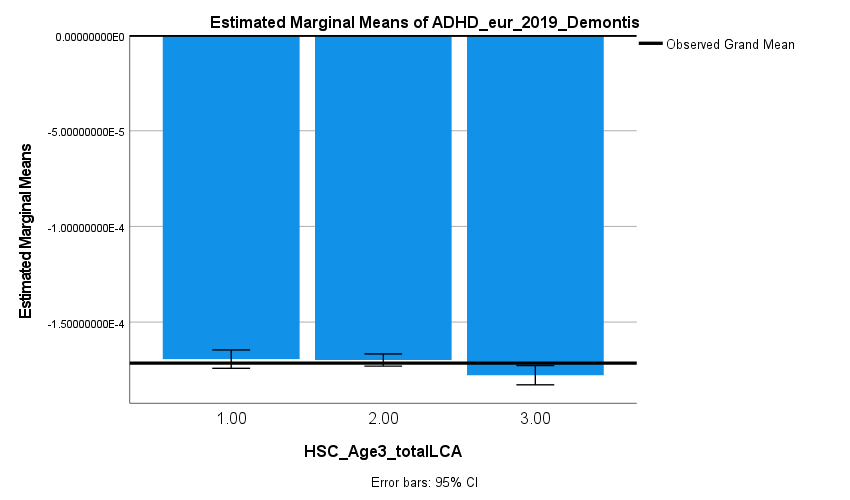 Estimated Marginal Means of ADHD_eur_2019_Demontis
Observed Grand Mean
Estimated Marginal Means
0.00000000E0
-5.00000000E-5
-1.00000000E-4
-1.50000000E-4
1.00 2.00 3.00
HSC_Age3_totalLCA
Error bars: 95% CI